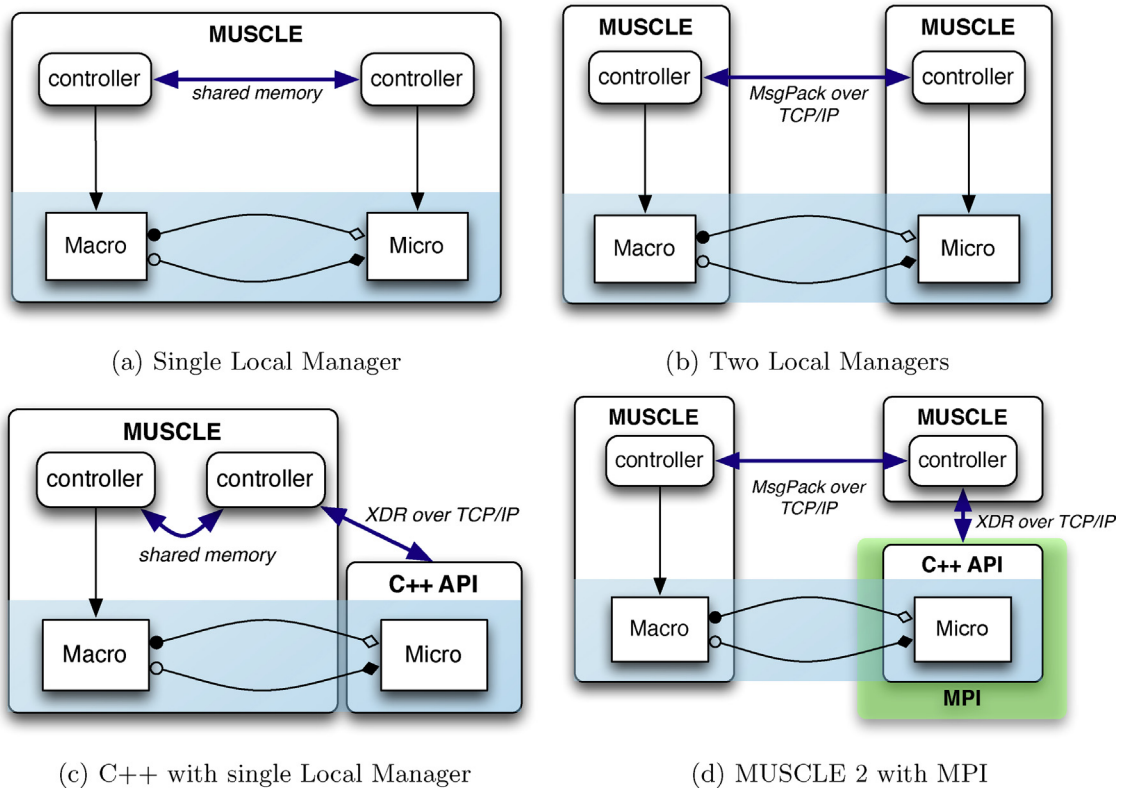 MUSCLE
controller
controller
shared memory
Macro
Micro
(a) Single Local Manager
MUSCLE
MUSCLE
controller
controller
MsgPack over
TCP/IP
Macro
Micro
(b) Two Local Managers
MUSCLE
controller
controller
XDR over TCP/IP
shared memory
C++ API
Macro
Micro
(c) C++ with single Local Manager
MUSCLE
MUSCLE
controller
controller
MsgPack over
TCP/IP
XDR over TCP/IP
C++ API
Macro
Micro
MPI
(d) MUSCLE 2 with MPI